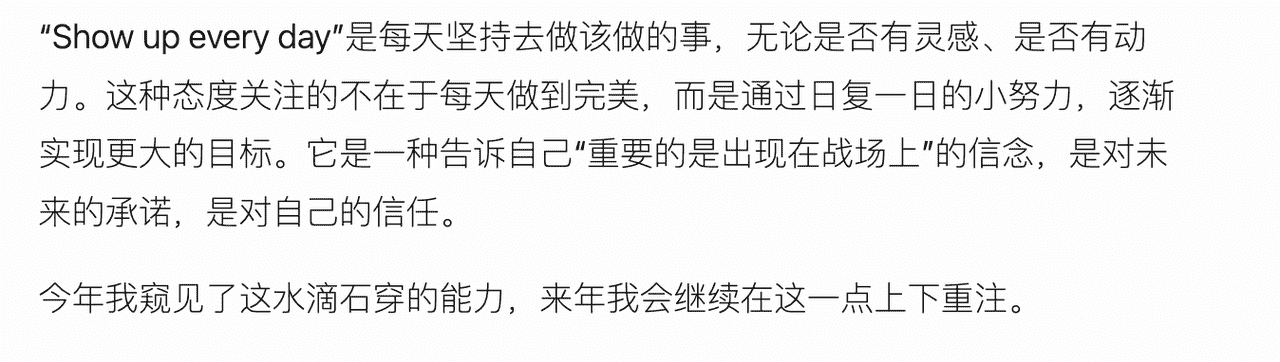 “Show up every day”是每天坚持去做该做的事，无论是否有灵感、是否有动
力。这种态度关注的不在于每天做到完美，而是通过日复一日的小努力，逐渐
实现更大的目标。它是一种告诉自己“重要的是出现在战场上”的信念，是对未
来的承诺，是对自己的信任。
今年我窥见了这水滴石穿的能力，来年我会继续在这一点上下重注。